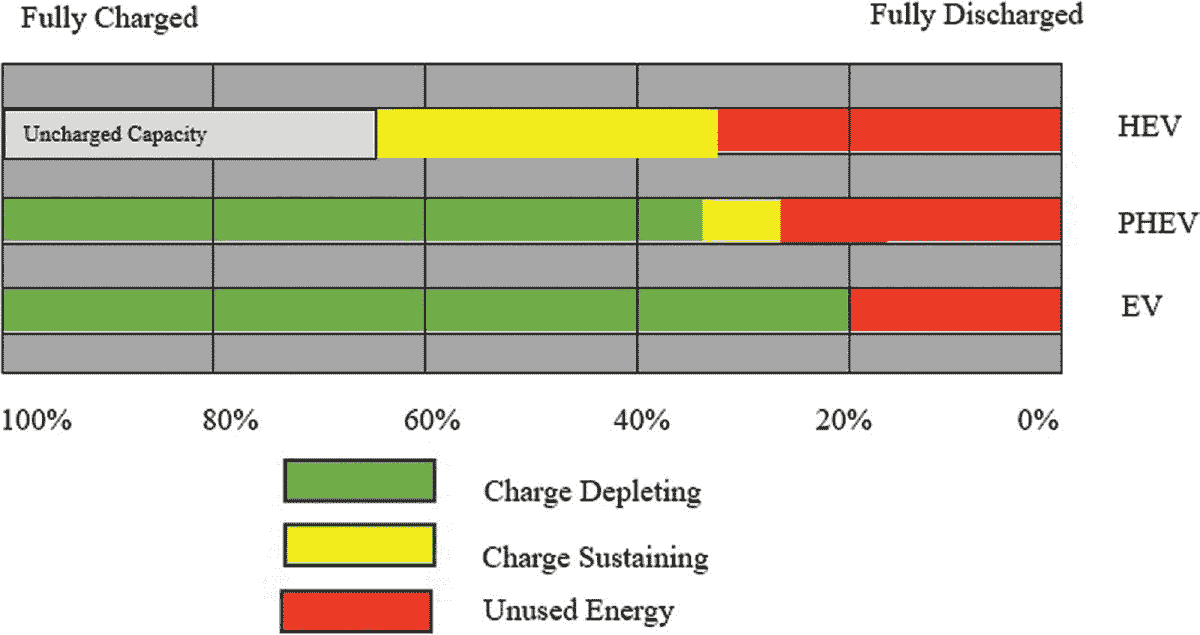 Fully Charged
Fully Discharged
Uncharged Capacity
HEV
PHEV
EV
100% 80% 60% 40% 20% 0%
Charge Depleting
Charge Sustaining
Unused Energy